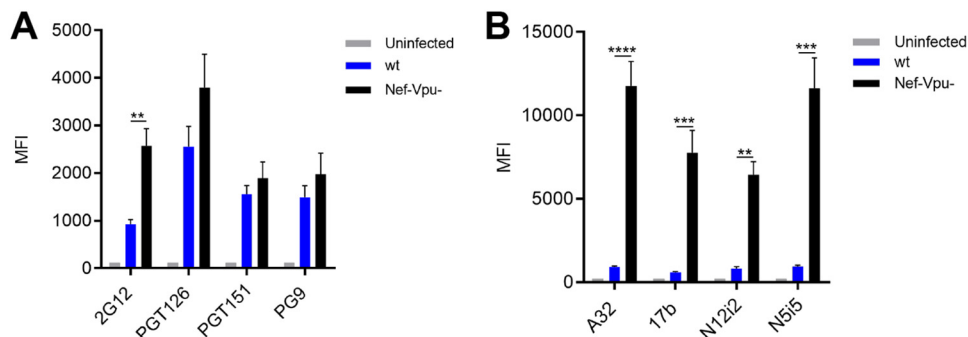 A
MFI
5000
4000
3000
2000
1000
0
Uninfected
wt
Nef-Vpu-
**
2G12
PGT126
PGT151
PG9
B
MFI
15000
10000
5000
0
Uninfected
wt
Nef-Vpu-
****
***
**
***
A32
17b
N12i2
N5i5